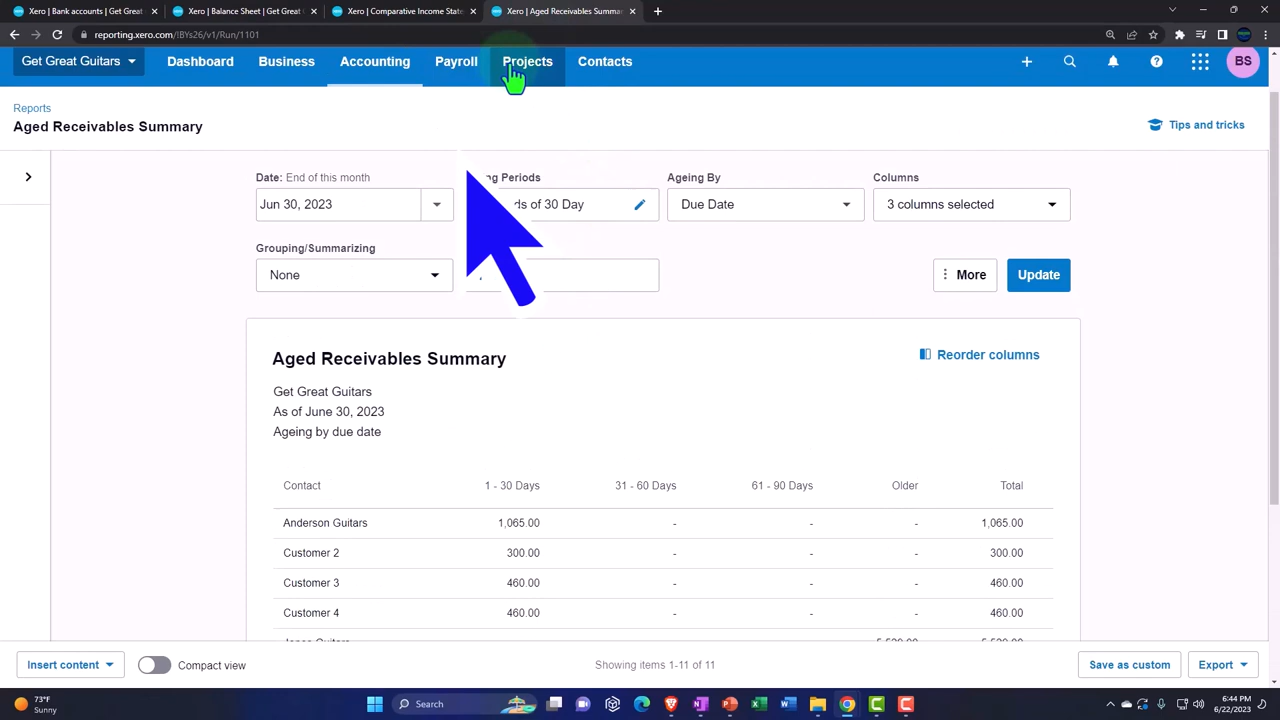 Xero | Bank accounts | Get Great
Xero | Balance Sheet | Get Great G
Xero | Comparative Income State
Xero | Aged Receivables Summa
reporting.xero.com/!BYs26/v1/Run/1101
Get Great Guitars
Dashboard
Business
Accounting
Payroll
Projects
Contacts
BS
Reports
Aged Receivables Summary
Tips and tricks
Date: End of this month
Periods
Ageing By
Columns
Jun 30, 2023
of 30 Day
Due Date
3 columns selected
Grouping/Summarizing
None
More
Update
Aged Receivables Summary
Reorder columns
Get Great Guitars
As of June 30, 2023
Ageing by due date
Contact 1 - 30 Days 31 - 60 Days 61 - 90 Days Older Total
Anderson Guitars 1,065.00 - - - 1,065.00
Customer 2 300.00 - - - 300.00
Customer 3 460.00 - - - 460.00
Customer 4 460.00 - - - 460.00
Insert content
Compact view
Showing items 1-11 of 11
Save as custom
Export
73°F
Sunny
Search
6:44 PM
6/22/2023